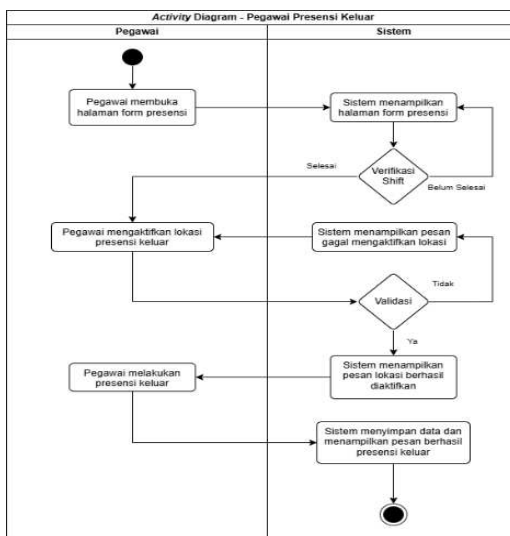 Activity Diagram - Pegawai Presensi Keluar
Pegawai
Sistem
Pegawai membuka
halaman form presensi
Sistem menampilkan
halaman form presensi
Selesai
Verifikasi
Shift
Belum Selesai
Pegawai mengaktifkan lokasi
presensi keluar
Sistem menampilkan pesan
gagal mengaktifkan lokasi
Tidak
Validasi
Ya
Pegawai melakukan
presensi keluar
Sistem menampilkan
pesan lokasi berhasil
diaktifkan
Sistem menyimpan data dan
menampilkan pesan berhasil
presensi keluar